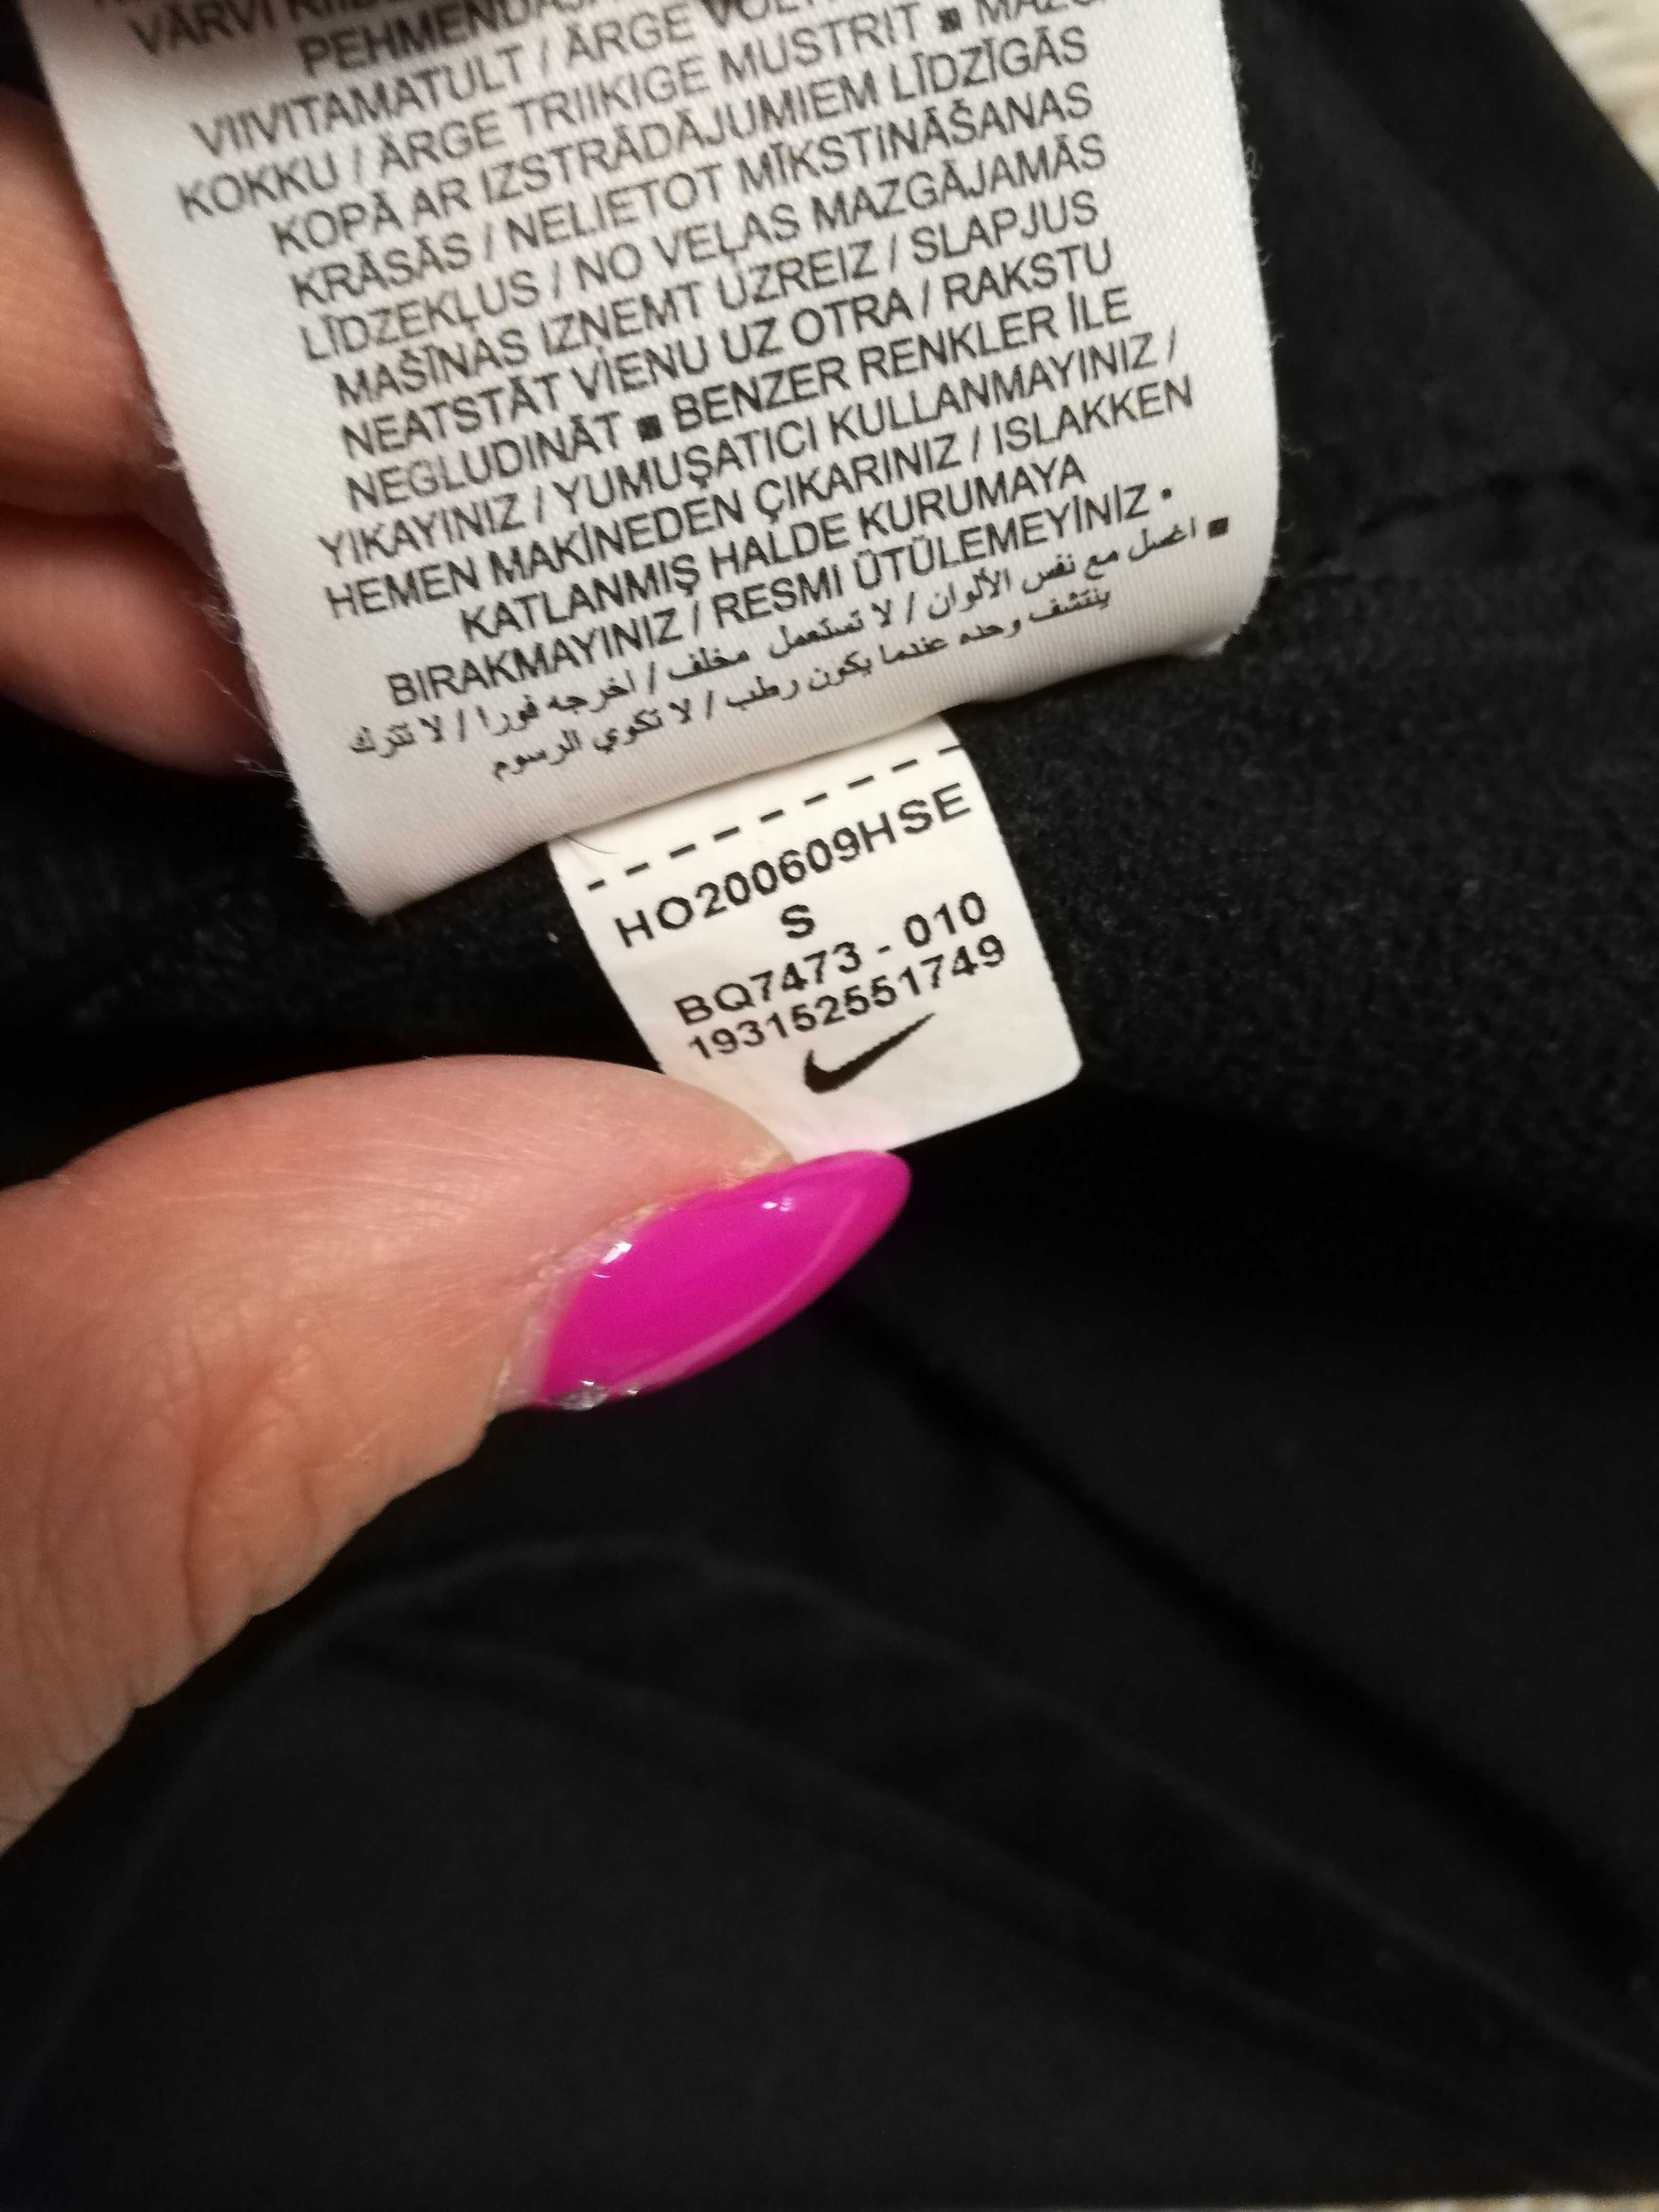 VÄRVI
PEHMENDAJ
VIIVITAMATULT / ÄRGE
KOKKU / ÄRGE TRIIKIGE MUSTRIT ▪
KOPĀ AR IZSTRĀDĀJUMIEM LĪDZĪGĀS
KRĀSĀS / NELIETOT MĪKSTINĀŠANAS
LĪDZEKĻUS / NO VEĻAS MAZGĀJAMĀS
MAŠĪNAS IZŅEMT UZREIZ / SLAPJUS
NEATSTĀT VIENU UZ OTRA / RAKSTU
NEGLUDINĀT ▪ BENZER RENKLER İLE
YIKAYINIZ / YUMUŞATICI KULLANMAYINIZ /
HEMEN MAKİNEDEN ÇIKARINIZ / ISLAKKEN
KATLANMIŞ HALDE KURUMAYA
BIRAKMAYINIZ / RESMI ÜTÜLEMEYİNİZ ·
▪ اغسل مع نفس الألوان / لا تستعمل مخلف / اخرجه فورا / لا تترك
ينتشف وحده عندما يكون رطب / لا تكوي الرسوم
HO200609HSE
S
BQ7473 - 010
193152551749